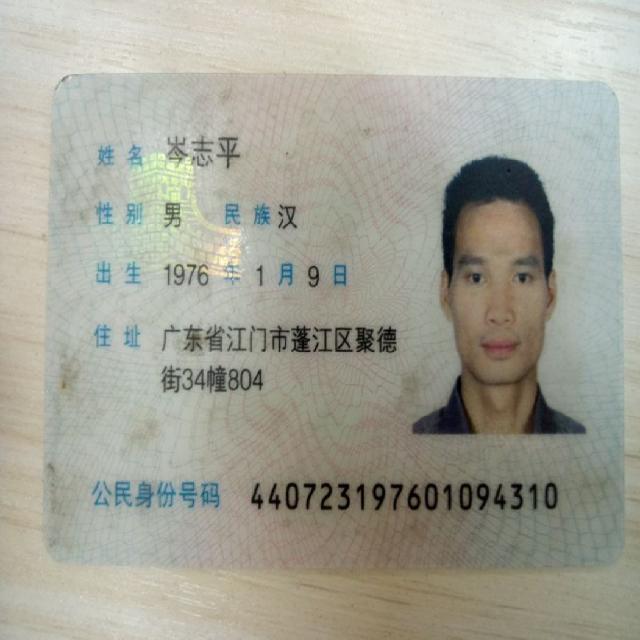 姓名 岑志平
性别 男 民族 汉
出生 1976 年 1 月 9 日
住址 广东省江门市蓬江区聚德
街34幢804
公民身份号码 440723197601094310